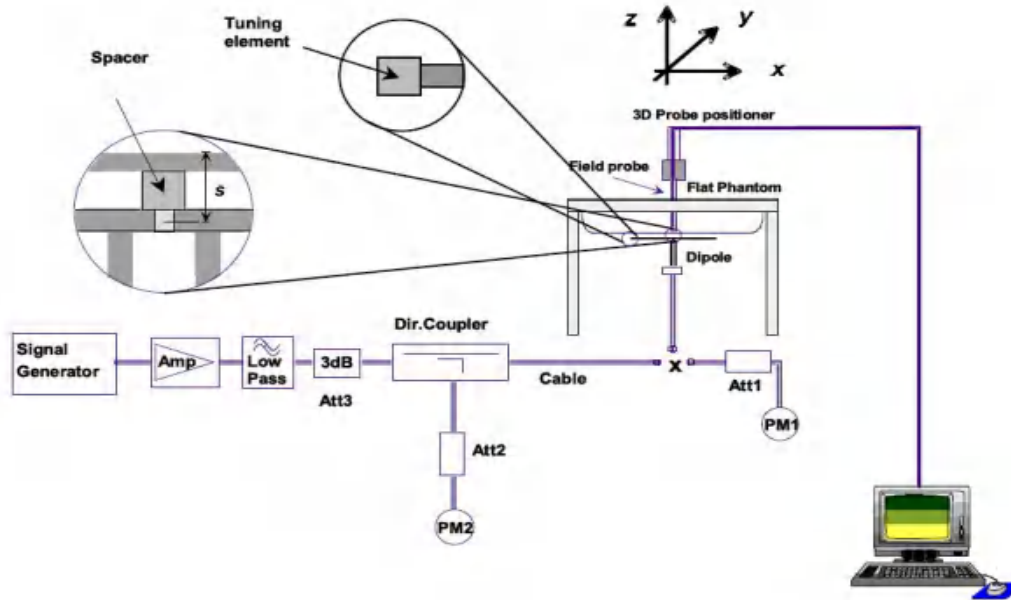 Tuning
element
Spacer
s
z
y
x
3D Probe positioner
Field probe
Flat Phantom
Dipole
Dir.Coupler
Signal
Generator
Amp
Low
Pass
3dB
Att3
Cable
x
Att1
PM1
Att2
PM2